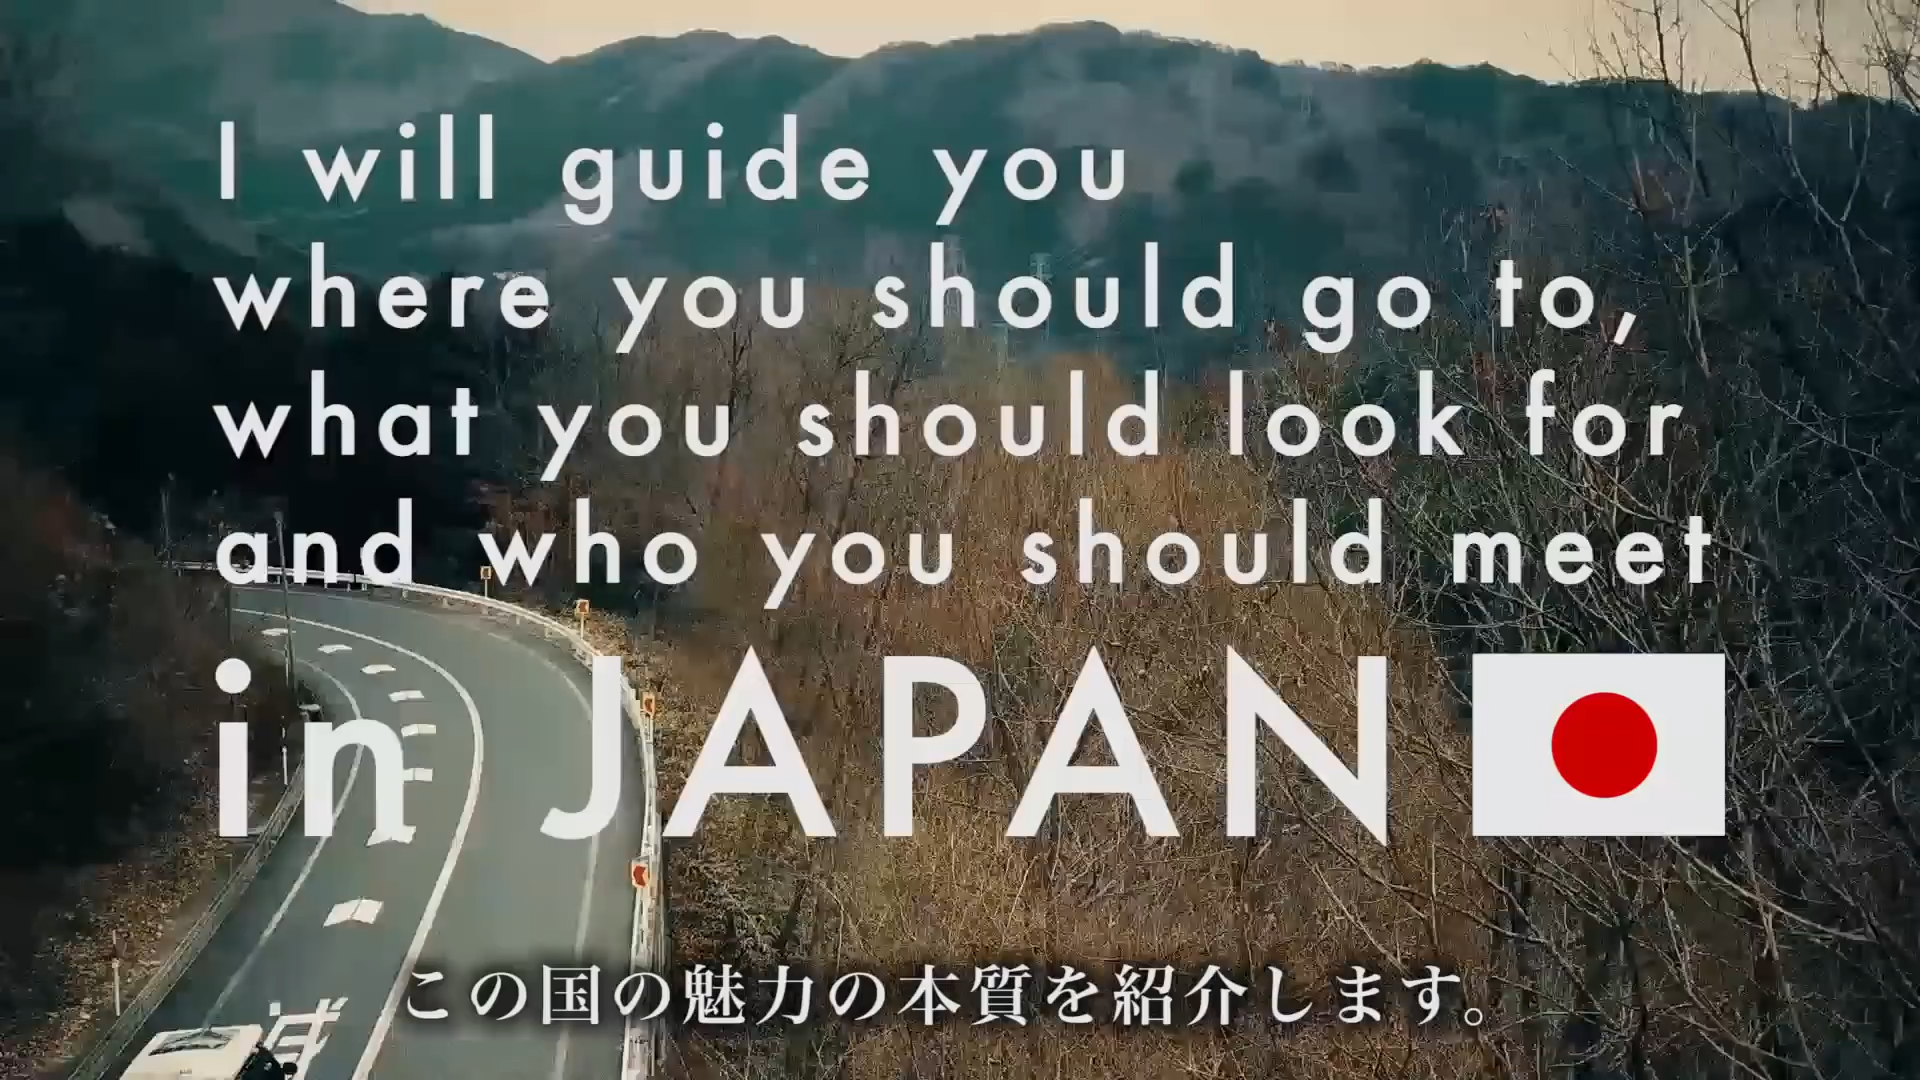 I will guide you
where you should go to,
what you should look for
and who you should meet
in JAPAN
減
この国の魅力の本質を紹介します。